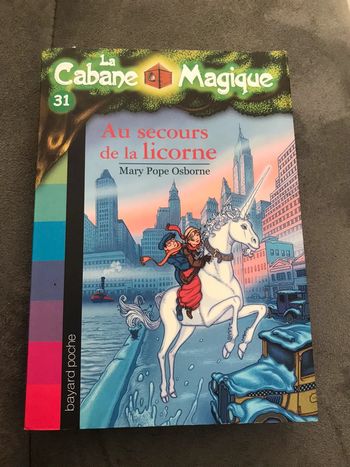 La
Cabane Magique
31
Au secours
de la licorne
Mary Pope Osborne
bayard poche